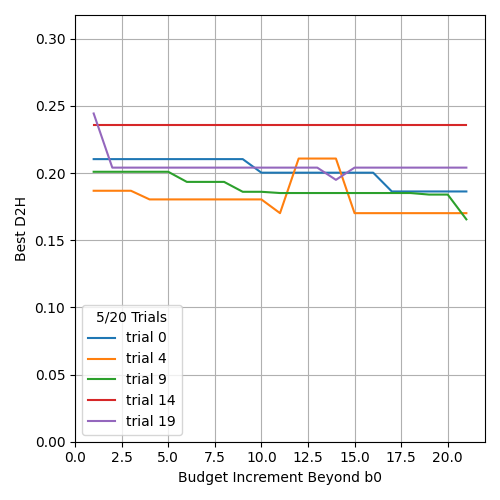 0.30
0.25
0.20
0.15
0.10
0.05
0.00
Best D2H
5/20 Trials
trial 0
trial 4
trial 9
trial 14
trial 19
0.0 2.5 5.0 7.5 10.0 12.5 15.0 17.5 20.0
Budget Increment Beyond b0